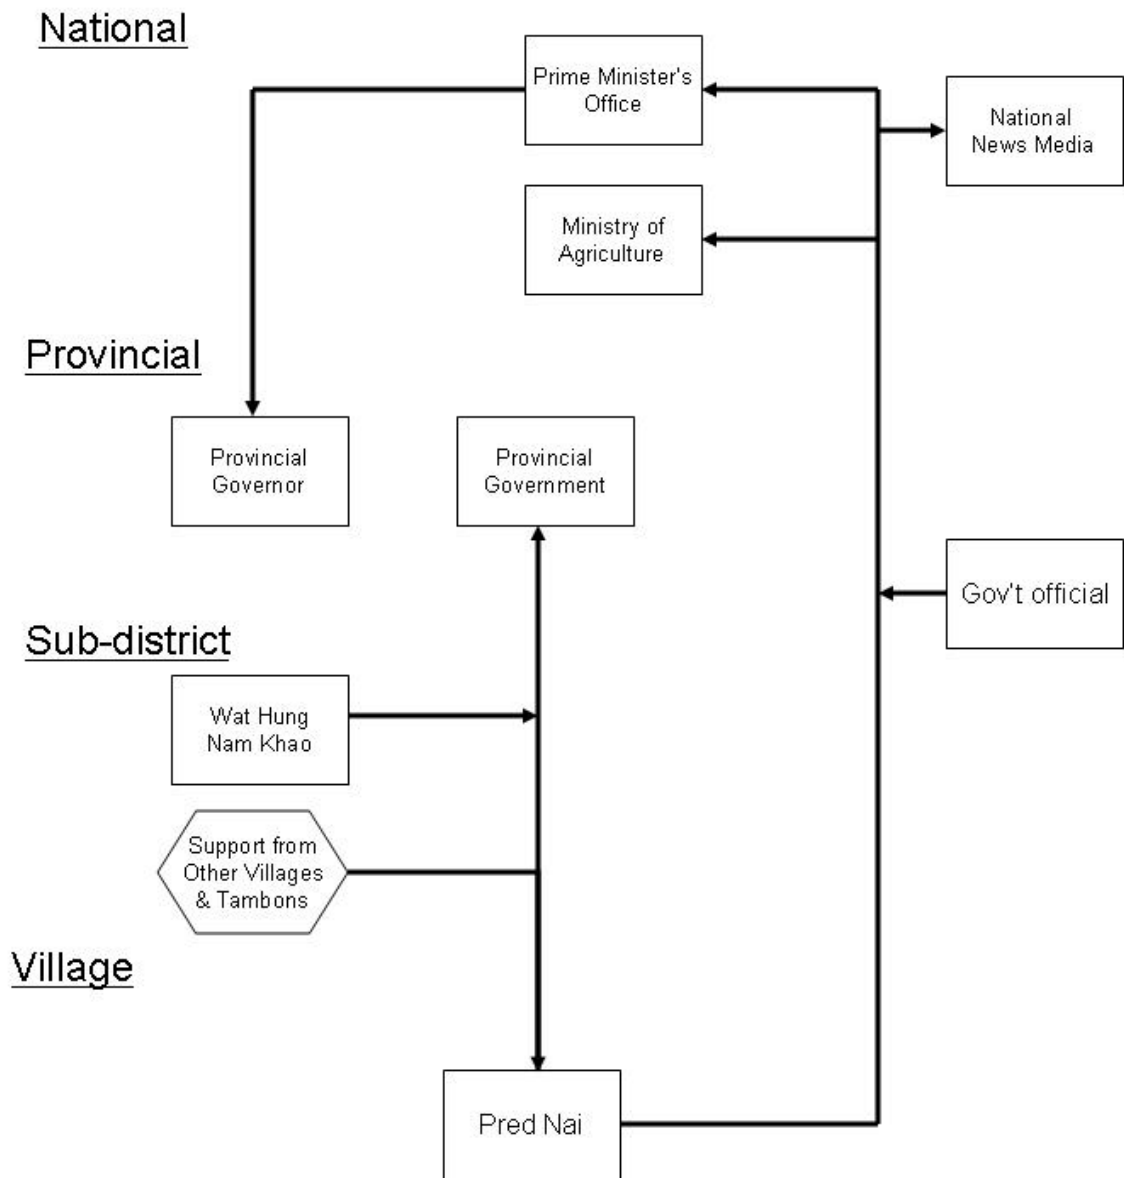 National
Prime Minister's
Office
National
News Media
Ministry of
Agriculture
Provincial
Provincial
Governor
Provincial
Government
Gov't official
Sub-district
Wat Hung
Nam Khao
Support from
Other Villages
& Tambons
Village
Pred Nai